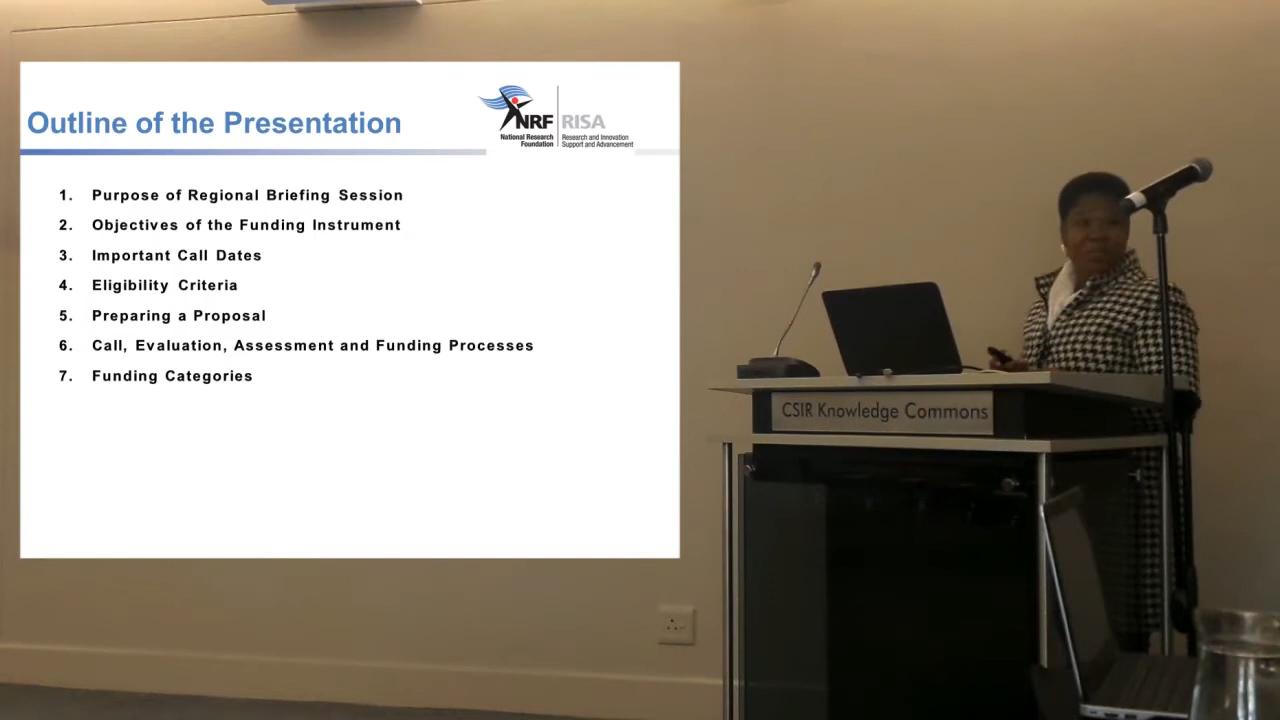 Outline of the Presentation
NRF
National Research
Foundation
RISA
Research and Innovation
Support and Advancement
1. Purpose of Regional Briefing Session
2. Objectives of the Funding Instrument
3. Important Call Dates
4. Eligibility Criteria
5. Preparing a Proposal
6. Call, Evaluation, Assessment and Funding Processes
7. Funding Categories
CSIR Knowledge Commons